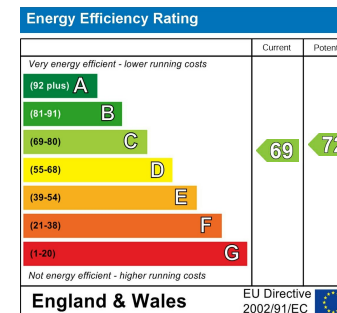 Energy Efficiency Rating
Current
Very energy efficient - lower running costs
(92 plus) A
(81-91) B
(69-80) C
69
(55-68) D
(39-54) E
(21-38) F
(1-20) G
Not energy efficient - higher running costs
England & Wales
EU Directive
2002/91/EC